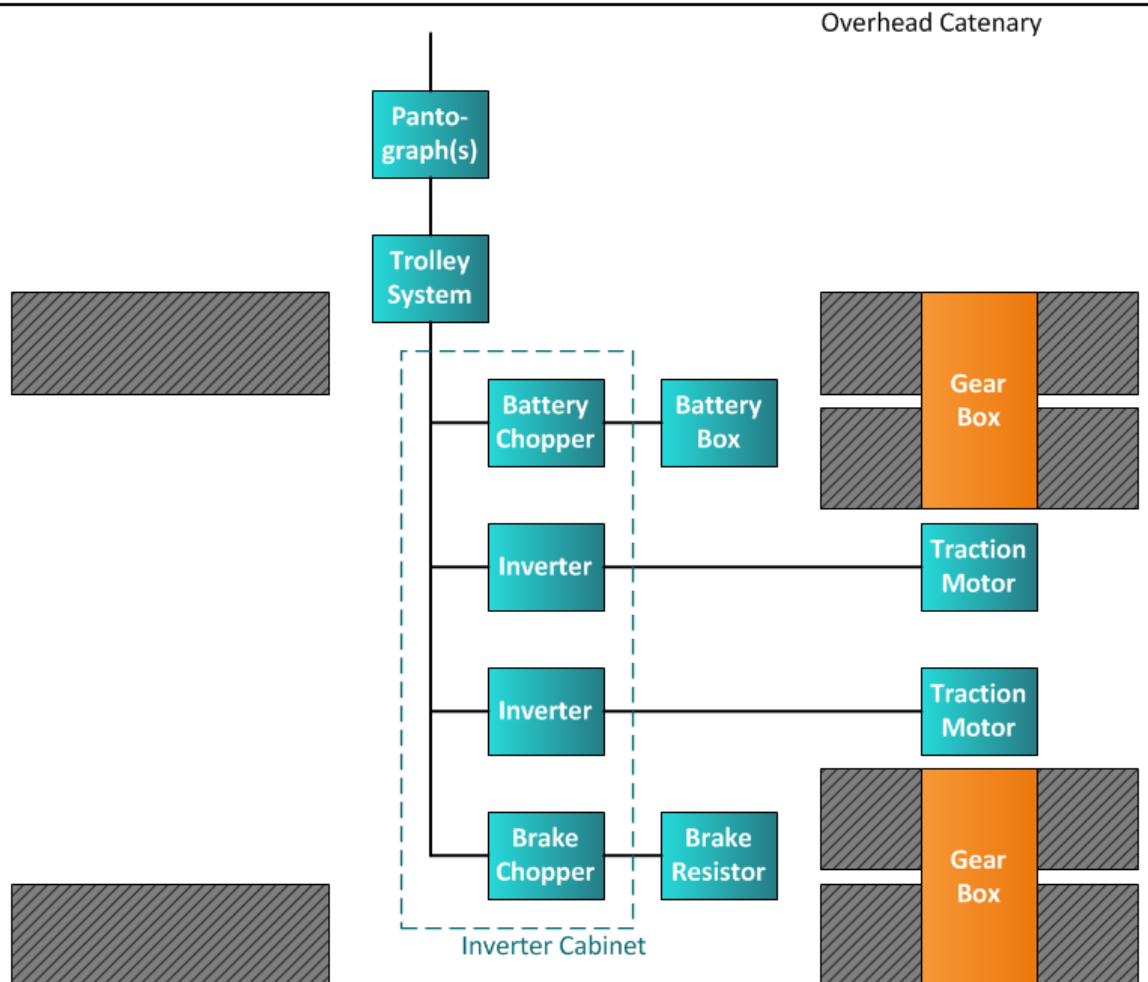 Overhead Catenary
Panto-
graph(s)
Trolley
System
Battery
Chopper
Battery
Box
Gear
Box
Inverter
Traction
Motor
Inverter
Traction
Motor
Brake
Chopper
Brake
Resistor
Gear
Box
Inverter Cabinet